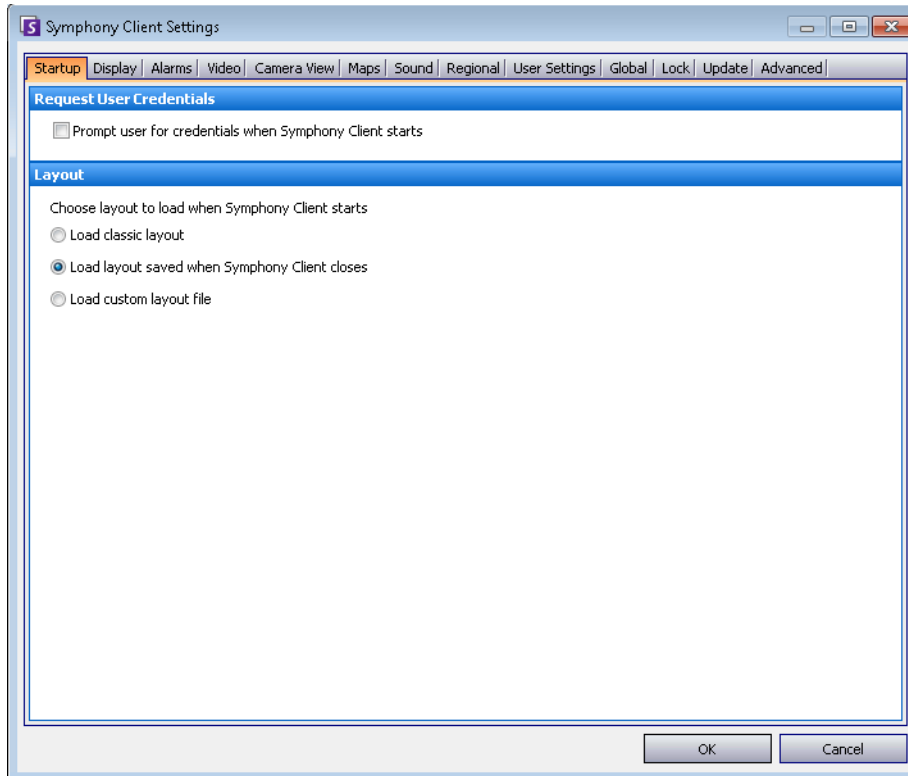 Symphony Client Settings
Startup Display Alarms Video Camera View Maps Sound Regional User Settings Global Lock Update Advanced
Request User Credentials
Prompt user for credentials when Symphony Client starts
Layout
Choose layout to load when Symphony Client starts
Load classic layout
Load layout saved when Symphony Client closes
Load custom layout file
OK Cancel